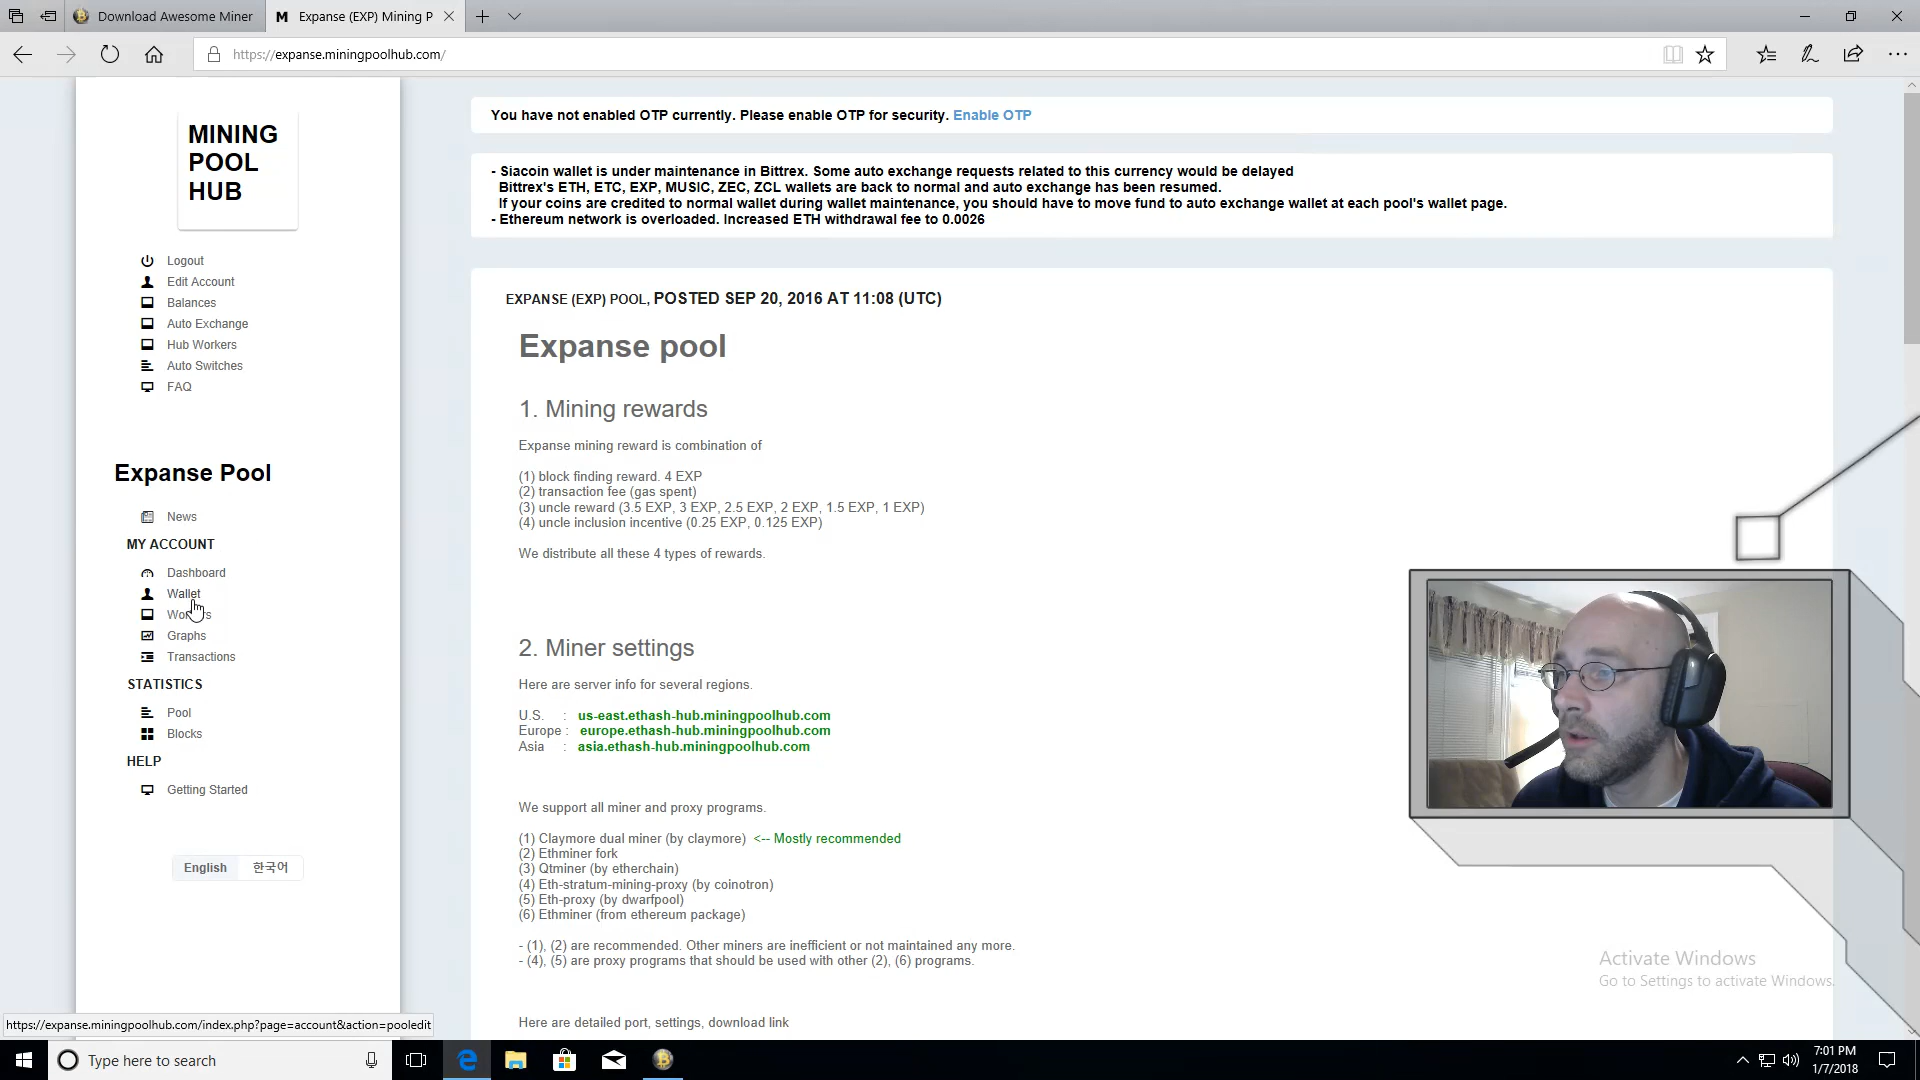 Download Awesome Miner
M Expanse (EXP) Mining P
https://expanse.miningpoolhub.com/
MINING
POOL
HUB
Logout
Edit Account
Balances
Auto Exchange
Hub Workers
Auto Switches
FAQ
Expanse Pool
News
MY ACCOUNT
Dashboard
Wallet
Workers
Graphs
Transactions
STATISTICS
Pool
Blocks
HELP
Getting Started
English
한국어
You have not enabled OTP currently. Please enable OTP for security. Enable OTP
- Siacoin wallet is under maintenance in Bittrex. Some auto exchange requests related to this currency would be delayed
Bittrex's ETH, ETC, EXP, MUSIC, ZEC, ZCL wallets are back to normal and auto exchange has been resumed.
If your coins are credited to normal wallet during wallet maintenance, you should have to move fund to auto exchange wallet at each pool's wallet page.
- Ethereum network is overloaded. Increased ETH withdrawal fee to 0.0026
EXPANSE (EXP) POOL, POSTED SEP 20, 2016 AT 11:08 (UTC)
Expanse pool
1. Mining rewards
Expanse mining reward is combination of
(1) block finding reward. 4 EXP
(2) transaction fee (gas spent)
(3) uncle reward (3.5 EXP, 3 EXP, 2.5 EXP, 2 EXP, 1.5 EXP, 1 EXP)
(4) uncle inclusion incentive (0.25 EXP, 0.125 EXP)
We distribute all these 4 types of rewards.
2. Miner settings
Here are server info for several regions.
U.S. : us-east.ethash-hub.miningpoolhub.com
Europe : europe.ethash-hub.miningpoolhub.com
Asia : asia.ethash-hub.miningpoolhub.com
We support all miner and proxy programs.
(1) Claymore dual miner (by claymore) <-- Mostly recommended
(2) Ethminer fork
(3) Qtminer (by etherchain)
(4) Eth-stratum-mining-proxy (by coinotron)
(5) Eth-proxy (by dwarfpool)
(6) Ethminer (from ethereum package)
- (1), (2) are recommended. Other miners are inefficient or not maintained any more.
- (4), (5) are proxy programs that should be used with other (2), (6) programs.
Here are detailed port, settings, download link
Activate Windows
Go to Settings to activate Windows.
https://expanse.miningpoolhub.com/index.php?page=account&action=pooledit
Type here to search
7:01 PM
1/7/2018